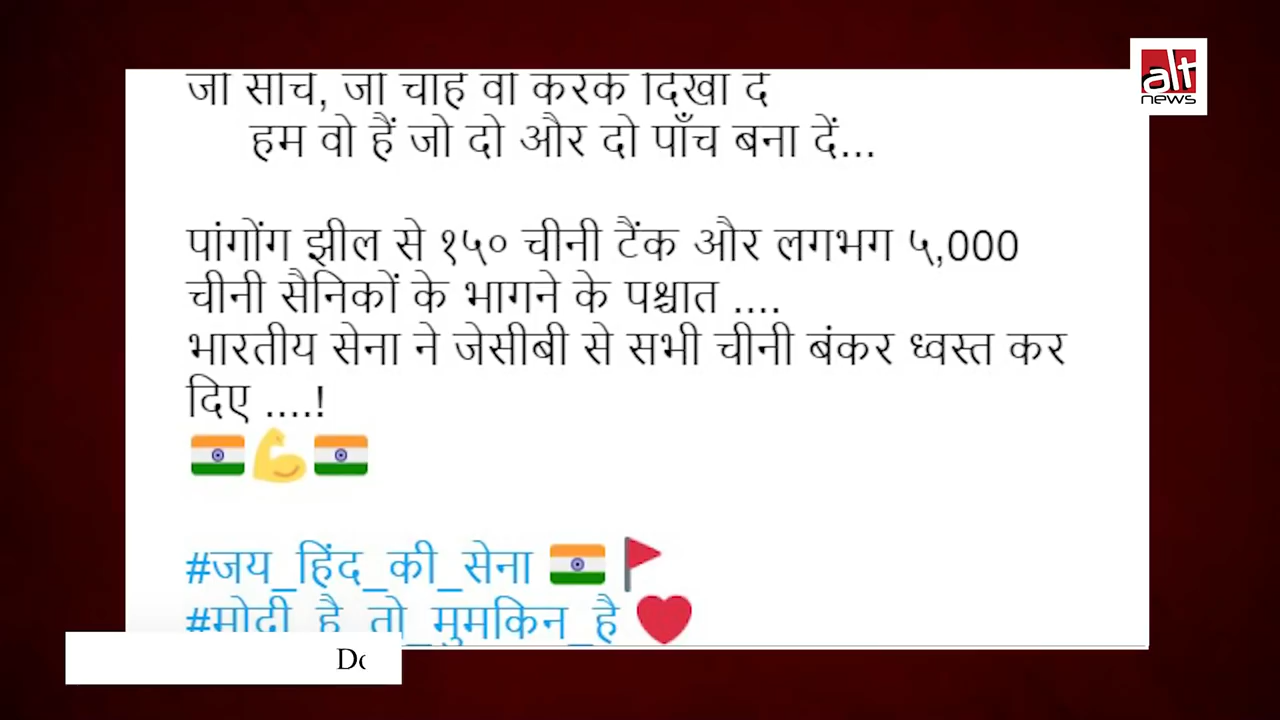 जो सोचें, जो चाहें वो करके दिखा दें
हम वो हैं जो दो और दो पाँच बना दें...
पांगोंग झील से १५० चीनी टैंक और लगभग ५,000
चीनी सैनिकों के भागने के पश्चात ....
भारतीय सेना ने जेसीबी से सभी चीनी बंकर ध्वस्त कर
दिए ....!
#जय_हिंद_की_सेना
#मोदी_है_तो_मुमकिन_है
alt
news